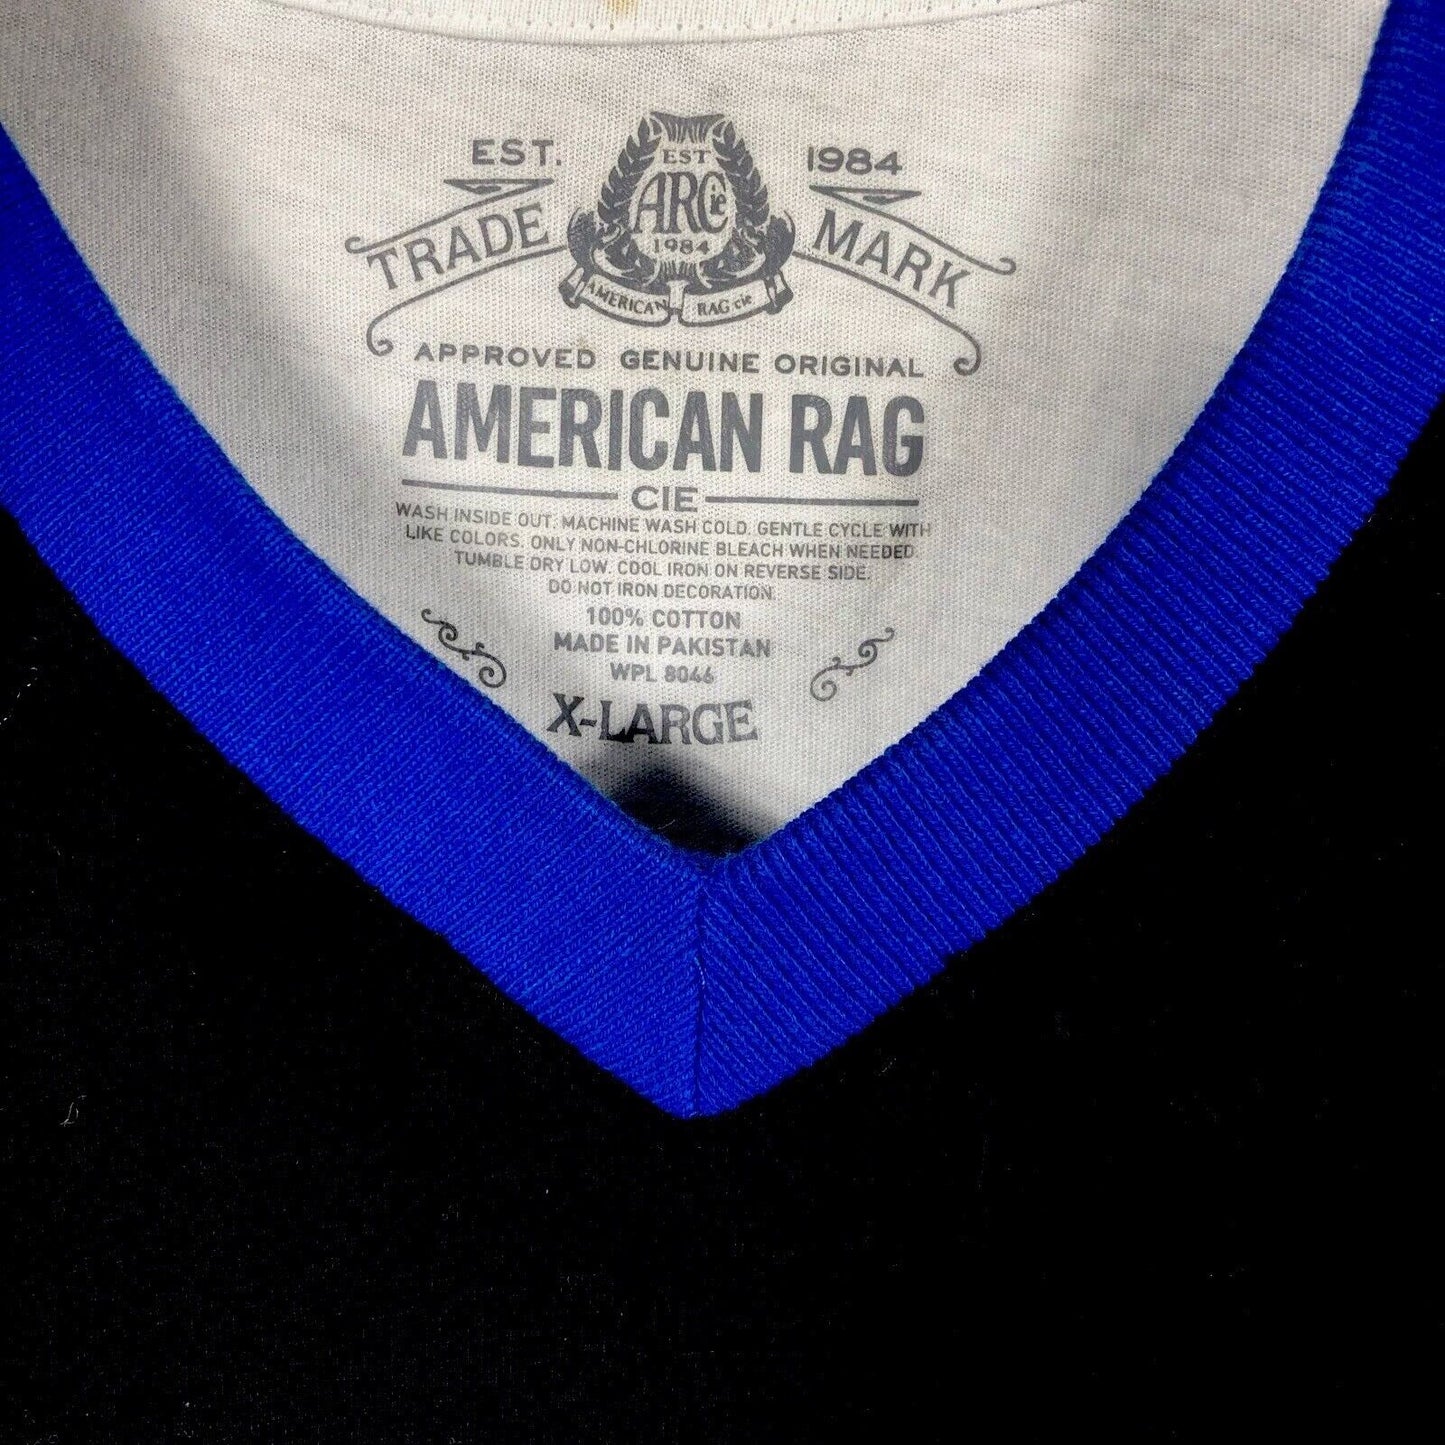 EST. 1984
EST
ARCie
1984
TRADE MARK
AMERICAN RAG cie
APPROVED GENUINE ORIGINAL
AMERICAN RAG
CIE
WASH INSIDE OUT. MACHINE WASH COLD. GENTLE CYCLE WITH
LIKE COLORS. ONLY NON-CHLORINE BLEACH WHEN NEEDED.
TUMBLE DRY LOW. COOL IRON ON REVERSE SIDE.
DO NOT IRON DECORATION.
100% COTTON
MADE IN PAKISTAN
WPL 8046
X-LARGE